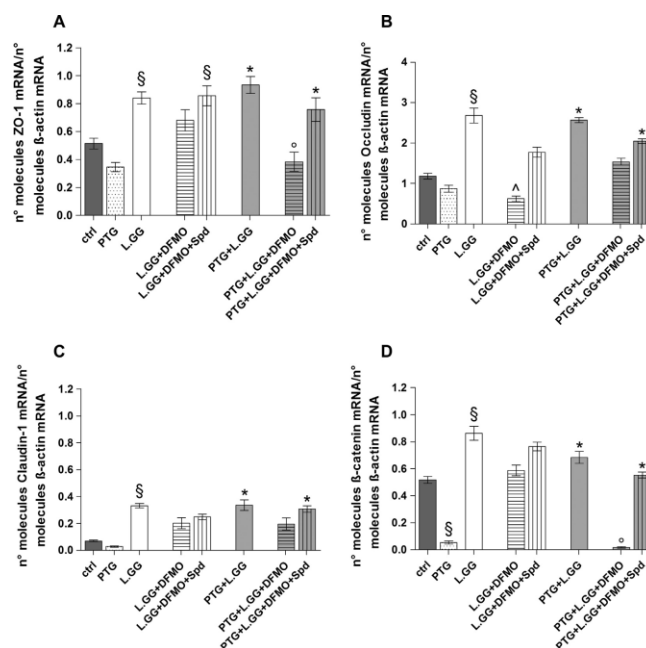 A
n° molecules ZO-1 mRNA/n°
molecules ß-actin mRNA
1.2
1.0
0.8
0.6
0.4
0.2
0.0
§
§
*
°
*
ctrl
PTG
L.GG
L.GG+DFMO
L.GG+DFMO+Spd
PTG+L.GG
PTG+L.GG+DFMO
PTG+L.GG+DFMO+Spd
B
n° molecules Occludin mRNA/n°
molecules ß-actin mRNA
4
3
2
1
0
§
^
*
*
ctrl
PTG
L.GG
L.GG+DFMO
L.GG+DFMO+Spd
PTG+L.GG
PTG+L.GG+DFMO
PTG+L.GG+DFMO+Spd
C
n° molecules Claudin-1 mRNA/n°
molecules ß-actin mRNA
1.2
1.0
0.8
0.6
0.4
0.2
0.0
§
*
*
ctrl
PTG
L.GG
L.GG+DFMO
L.GG+DFMO+Spd
PTG+L.GG
PTG+L.GG+DFMO
PTG+L.GG+DFMO+Spd
D
n° molecules ß-catenin mRNA/n°
molecules ß-actin mRNA
1.2
1.0
0.8
0.6
0.4
0.2
0.0
§
§
*
°
*
ctrl
PTG
L.GG
L.GG+DFMO
L.GG+DFMO+Spd
PTG+L.GG
PTG+L.GG+DFMO
PTG+L.GG+DFMO+Spd